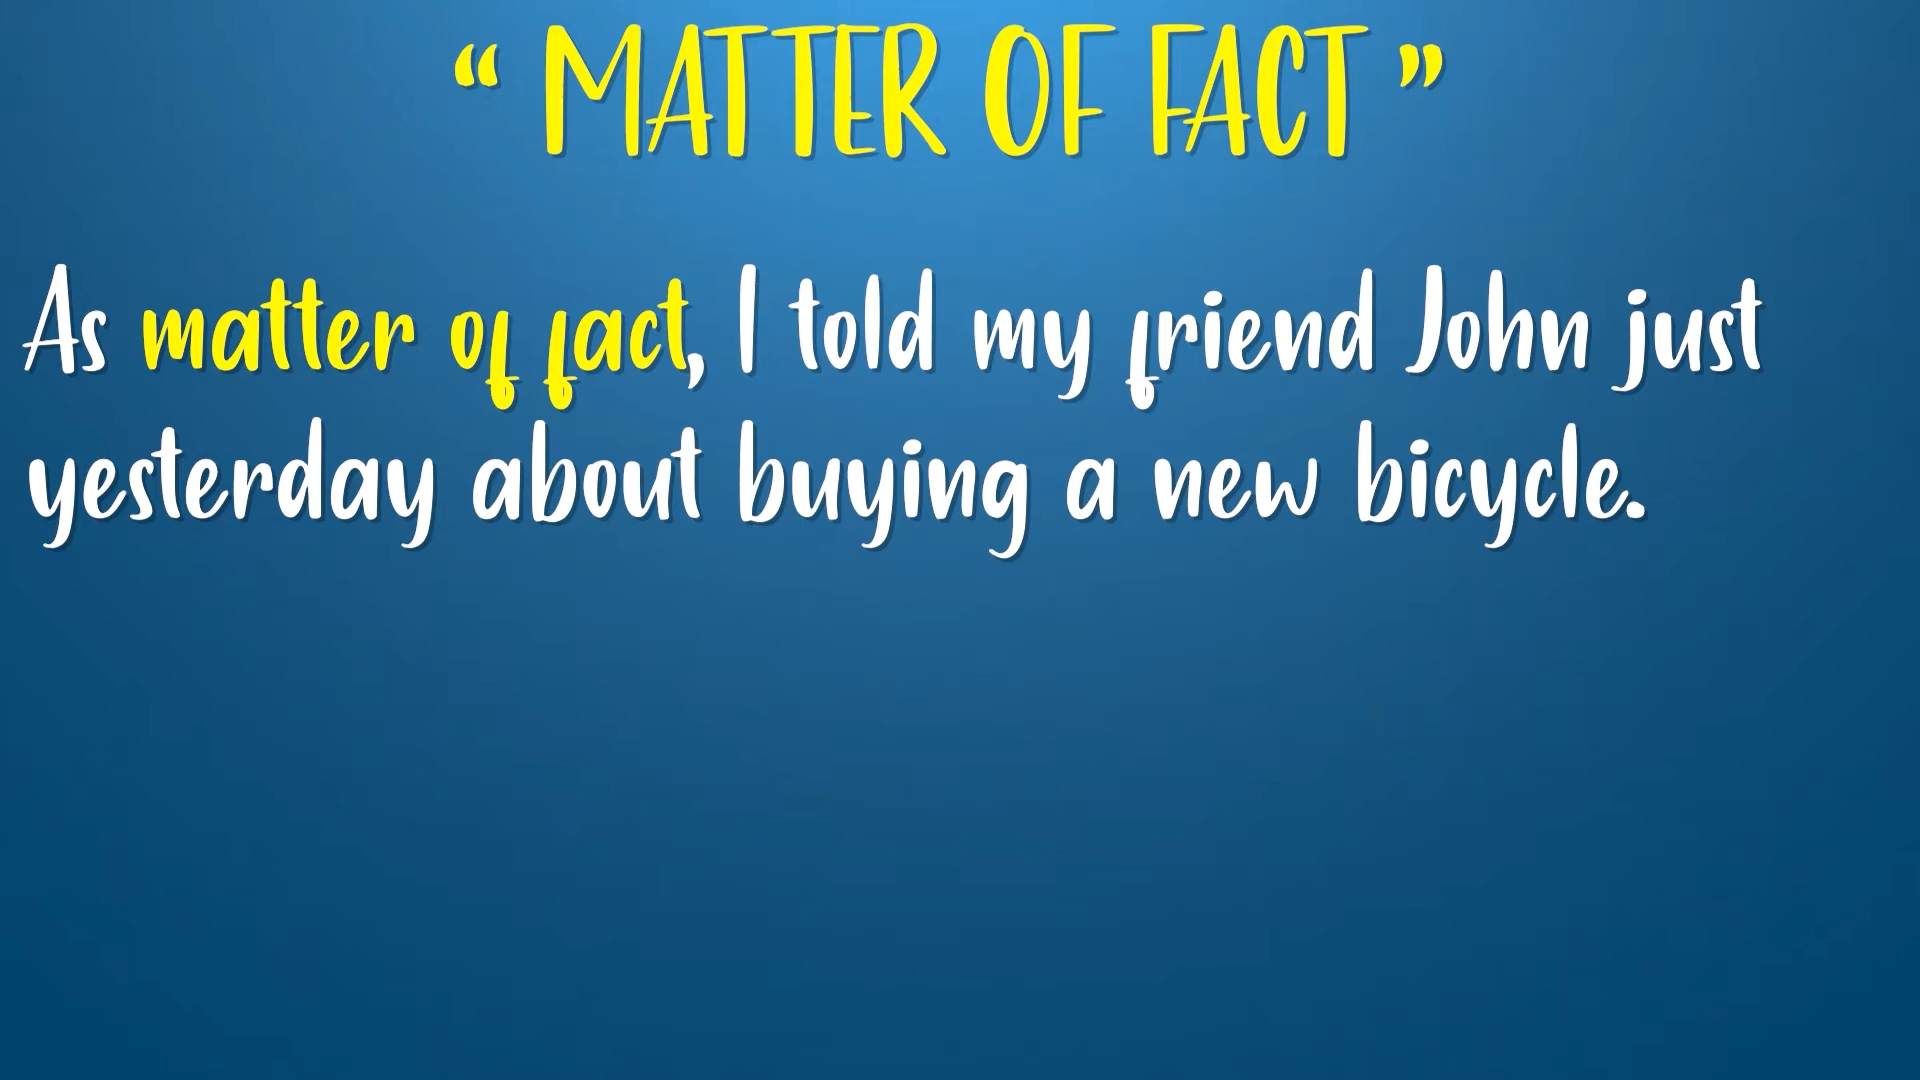 “ MATTER OF FACT ”
As matter of fact, I told my friend John just
yesterday about buying a new bicycle.